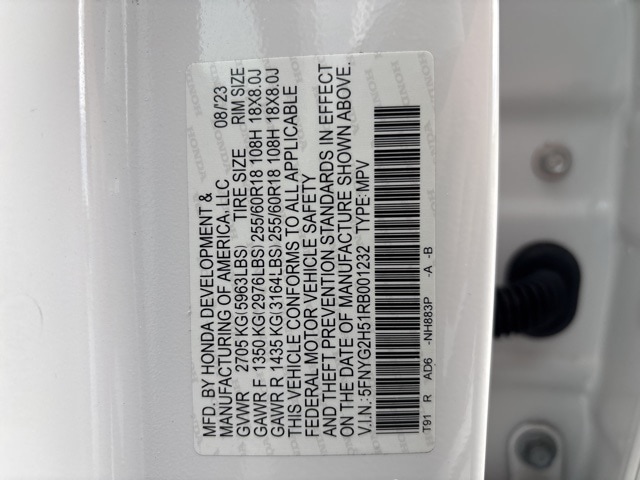 MFD. BY HONDA DEVELOPMENT &
MANUFACTURING OF AMERICA, LLC 08/'23
GVWR 2705 KG(5963LBS) TIRE SIZE RIM SIZE
GAWR F 1350 KG(2976LBS) 255/60R18 108H 18X8.0J
GAWR R 1435 KG(3164LBS) 255/60R18 108H 18X8.0J
THIS VEHICLE CONFORMS TO ALL APPLICABLE
FEDERAL MOTOR VEHICLE SAFETY
AND THEFT PREVENTION STANDARDS IN EFFECT
ON THE DATE OF MANUFACTURE SHOWN ABOVE.
V.I.N.:5FNYG2H51RB001232 TYPE:MPV
T91 R AD6 -NH883P -A -B